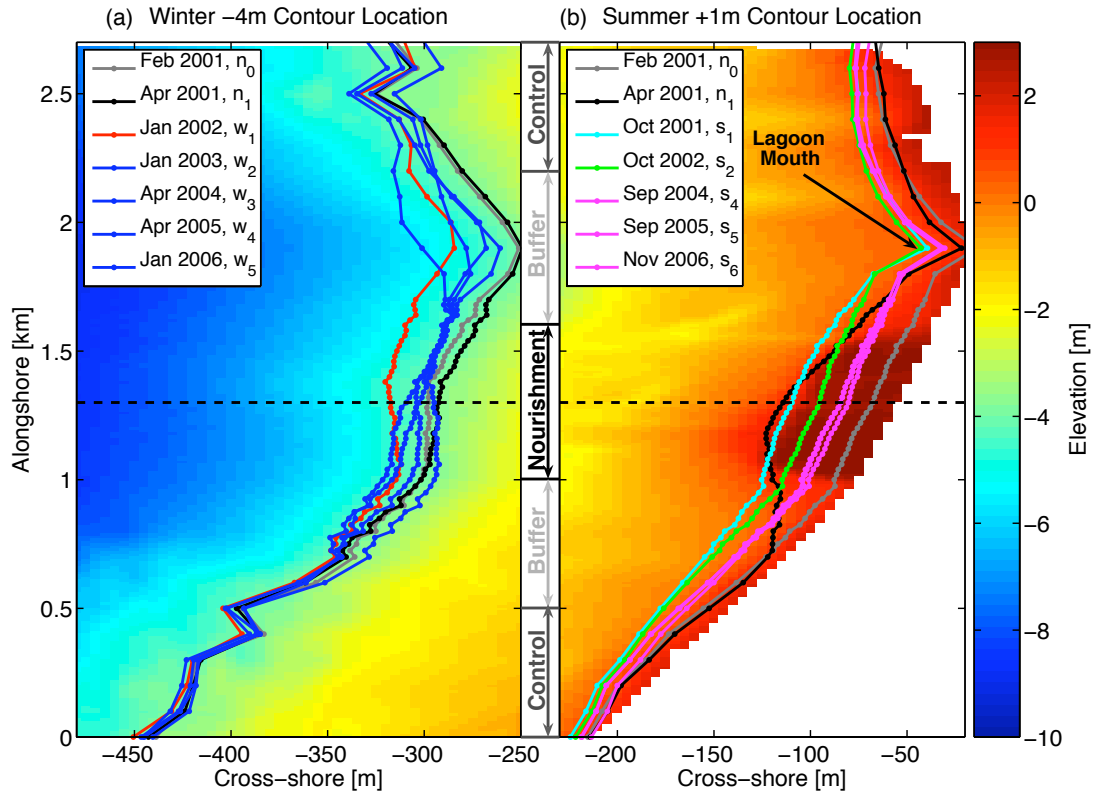 (a) Winter −4m Contour Location
(b) Summer +1m Contour Location
Feb 2001, n0
Apr 2001, n1
Jan 2002, w1
Jan 2003, w2
Apr 2004, w3
Apr 2005, w4
Jan 2006, w5
Feb 2001, n0
Apr 2001, n1
Oct 2001, s1
Oct 2002, s2
Sep 2004, s4
Sep 2005, s5
Nov 2006, s6
Lagoon
Mouth
Control
Buffer
Nourishment
Buffer
Control
Alongshore [km]
2.5
2
1.5
1
0.5
0
−450 −400 −350 −300 −250
Cross−shore [m]
−200 −150 −100 −50
Cross−shore [m]
2
0
−2
−4
−6
−8
−10
Elevation [m]